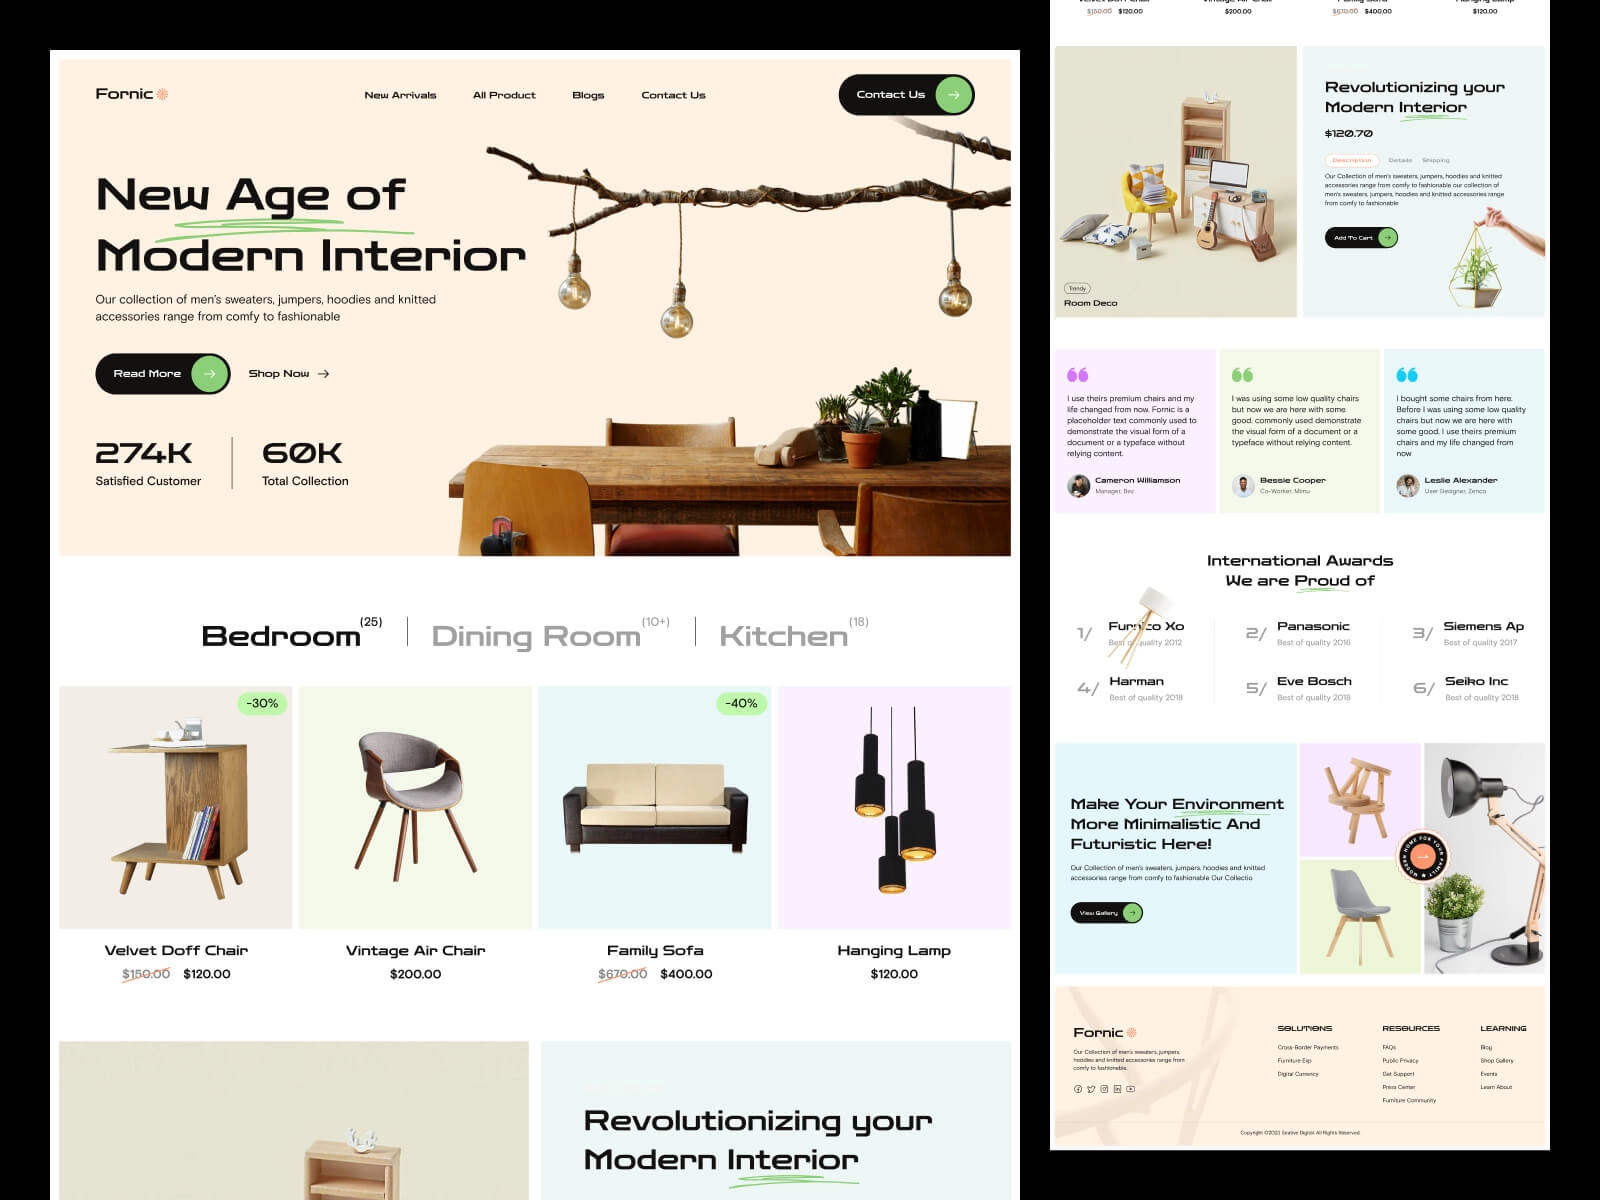 Fornic
New Arrivals
All Product
Blogs
Contact Us
Contact Us
New Age of
Modern Interior
Our collection of men's sweaters, jumpers, hoodies and knitted
accessories range from comfy to fashionable
Read More
Shop Now
274K
Satisfied Customer
60K
Total Collection
Bedroom (25)
Dining Room (10+)
Kitchen (18)
-30%
-40%
Velvet Doff Chair
$150.00 $120.00
Vintage Air Chair
$200.00
Family Sofa
$670.00 $400.00
Hanging Lamp
$120.00
Revolutionizing your
Modern Interior
$150.00 $120.00
$200.00
$670.00 $400.00
$120.00
Trendy
Room Deco
Revolutionizing your
Modern Interior
$120.70
Description
Details
Shipping
Our Collection of men's sweaters, jumpers, hoodies and knitted
accessories range from comfy to fashionable our collection of
men's sweaters, jumpers, hoodies and knitted accessories range
from comfy to fashionable
Add To Cart
I use theirs premium chairs and my
life changed from now. Fornic is a
placeholder text commonly used to
demonstrate the visual form of a
document or a typeface without
relying content.
Cameron Williamson
Manager, Bec
I was using some low quality chairs
but now we are here with some
good. commonly used demonstrate
the visual form of a document or a
typeface without relying content.
Bessie Cooper
Co-Worker, Mimu
I bought some chairs from here.
Before I was using some low quality
chairs but now we are here with
some good. I use theirs premium
chairs and my life changed from
now
Leslie Alexander
User Designer, Zenco
International Awards
We are Proud of
1/
Best of quality 2012
2/ Panasonic
Best of quality 2016
3/ Siemens Ap
Best of quality 2017
4/ Harman
Best of quality 2018
5/ Eve Bosch
Best of quality 2018
6/ Seiko Inc
Best of quality 2018
Make Your Environment
More Minimalistic And
Futuristic Here!
Our Collection of men's sweaters, jumpers, hoodies and knitted
accessories range from comfy to fashionable Our Collectio
View Gallery
MODERN HOME FOR YOUR FAMILY
Fornic
Our Collection of men's sweaters, jumpers,
hoodies and knitted accessories range from
comfy to fashionable.
SOLUTIONS
Cross-Border Payments
Furniture Exp
Digital Currency
RESOURCES
FAQs
Public Privacy
Get Support
Press Center
Furniture Community
LEARNING
Blog
Shop Gallery
Events
Learn About
Copyright ©2023 Seative Digital. All Rights Reserved.